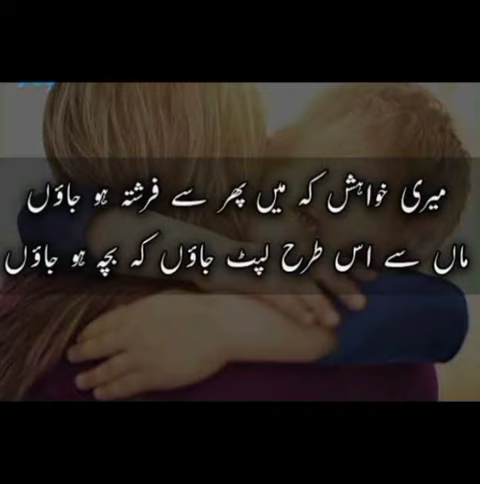 میری خواہش کہ میں پھر سے فرشتہ ہو جاؤں
ماں سے اس طرح لپٹ جاؤں کہ بچہ ہو جاؤں